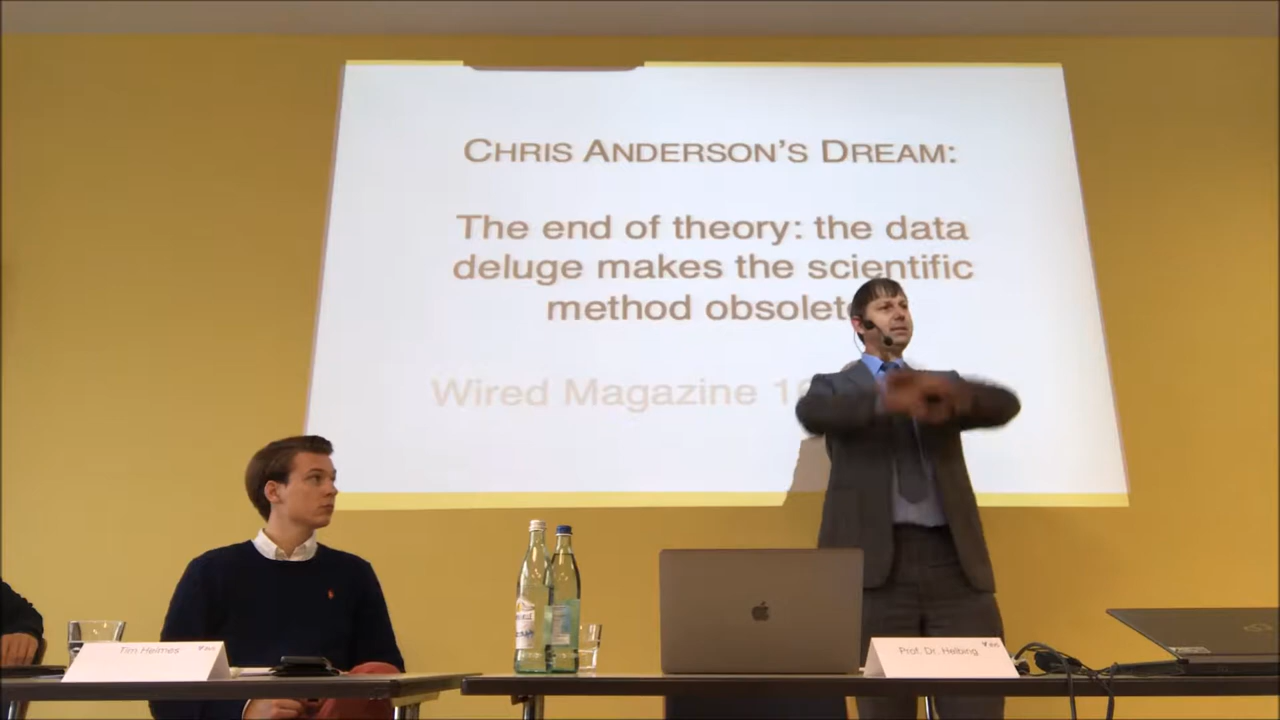 CHRIS ANDERSON'S DREAM:
The end of theory: the data
deluge makes the scientific
method obsolete
Wired Magazine
Tim Helmes
Prof. Dr. Helbing